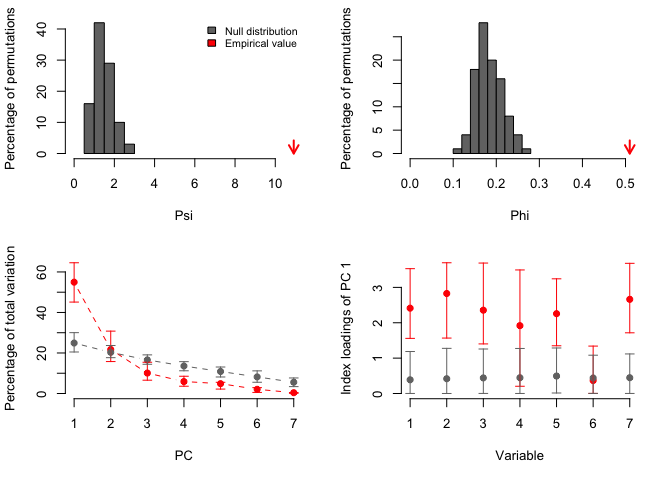 Null distribution
Empirical value
Percentage of permutations
0 10 20 30 40
0 2 4 6 8 10
Psi
Percentage of permutations
0 5 10 20
0.0 0.1 0.2 0.3 0.4 0.5
Phi
Percentage of total variation
0 20 40 60
1 2 3 4 5 6 7
PC
Index loadings of PC 1
0 1 2 3
1 2 3 4 5 6 7
Variable